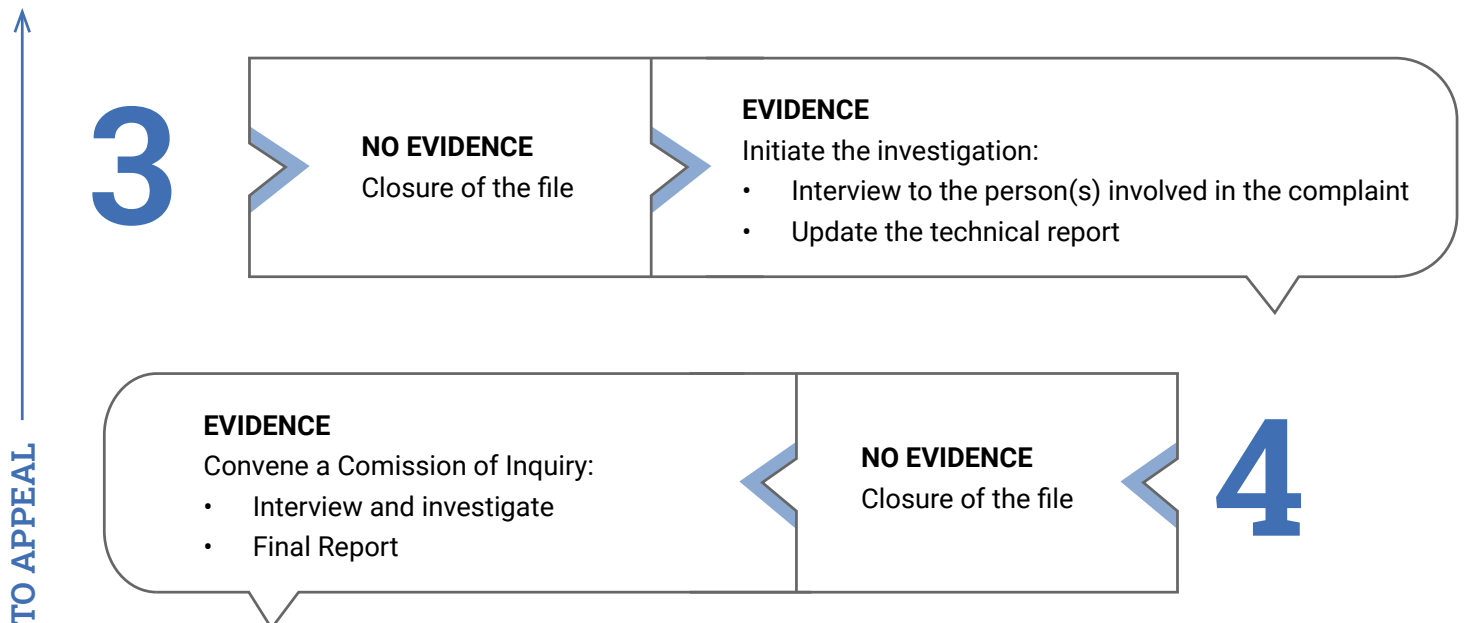 3
NO EVIDENCE
Closure of the file
EVIDENCE
Initiate the investigation:
• Interview to the person(s) involved in the complaint
• Update the technical report
EVIDENCE
Convene a Comission of Inquiry:
• Interview and investigate
• Final Report
NO EVIDENCE
Closure of the file
4
TO APPEAL